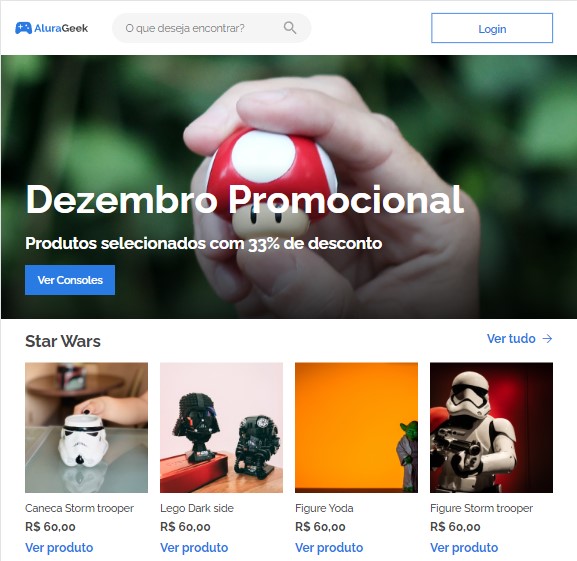 AluraGeek
O que deseja encontrar?
Login
Dezembro Promocional
Produtos selecionados com 33% de desconto
Ver Consoles
Star Wars
Ver tudo →
Caneca Storm trooper
R$ 60,00
Ver produto
Lego Dark side
R$ 60,00
Ver produto
Figure Yoda
R$ 60,00
Ver produto
Figure Storm trooper
R$ 60,00
Ver produto